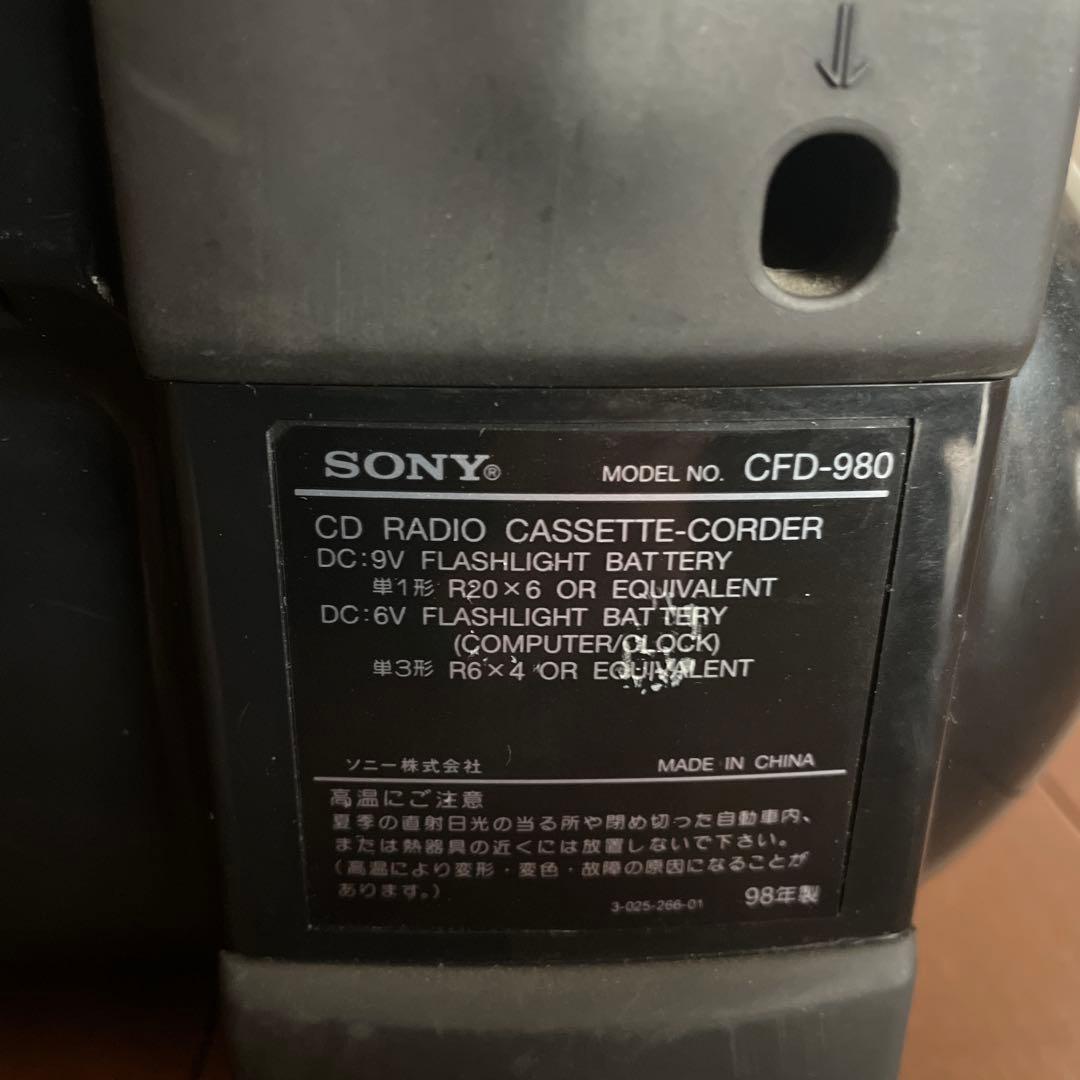 SONY®
MODEL NO. CFD-980
CD RADIO CASSETTE-CORDER
DC:9V FLASHLIGHT BATTERY
単1形 R20×6 OR EQUIVALENT
DC:6V FLASHLIGHT BATTERY
(COMPUTER/CLOCK)
単3形 R6×4 OR EQUIVALENT
ソニー株式会社 MADE IN CHINA
高温にご注意
夏季の直射日光の当る所や閉め切った自動車内、
または熱器具の近くには放置しないで下さい。
(高温により変形・変色・故障の原因になることが
あります。)
3-025-266-01 98年製